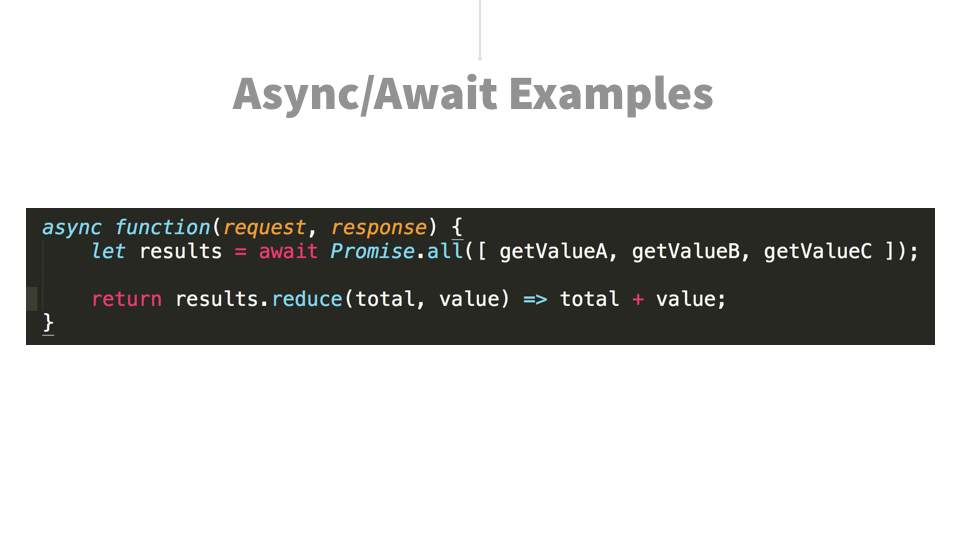 Async/Await Examples
async function(request, response) {
let results = await Promise.all([ getValueA, getValueB, getValueC ]);
return results.reduce(total, value) => total + value;
}